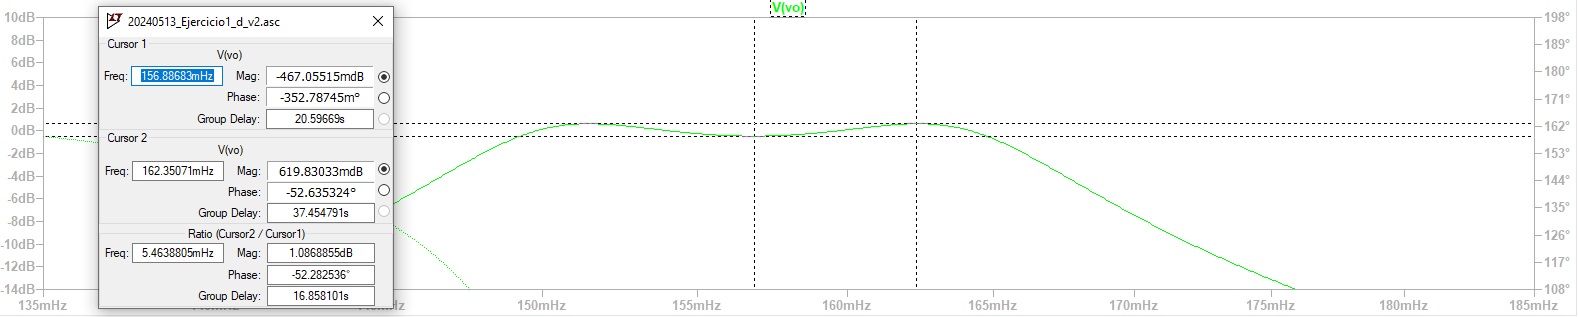 V(vo)
20240513_Ejercicio1_d_v2.asc
Cursor 1
V(vo)
Freq: 156.88683mHz Mag: -467.05515mdB
Phase: -352.78745m°
Group Delay: 20.59669s
Cursor 2
V(vo)
Freq: 162.35071mHz Mag: 619.83033mdB
Phase: -52.635324°
Group Delay: 37.454791s
Ratio (Cursor2 / Cursor1)
Freq: 5.4638805mHz Mag: 1.0868855dB
Phase: -52.282536°
Group Delay: 16.858101s
10dB
8dB
6dB
4dB
2dB
0dB
-2dB
-4dB
-6dB
-8dB
-10dB
-12dB
-14dB
198°
189°
180°
171°
162°
153°
144°
135°
126°
117°
108°
135mHz
150mHz
155mHz
160mHz
165mHz
170mHz
175mHz
180mHz
185mHz